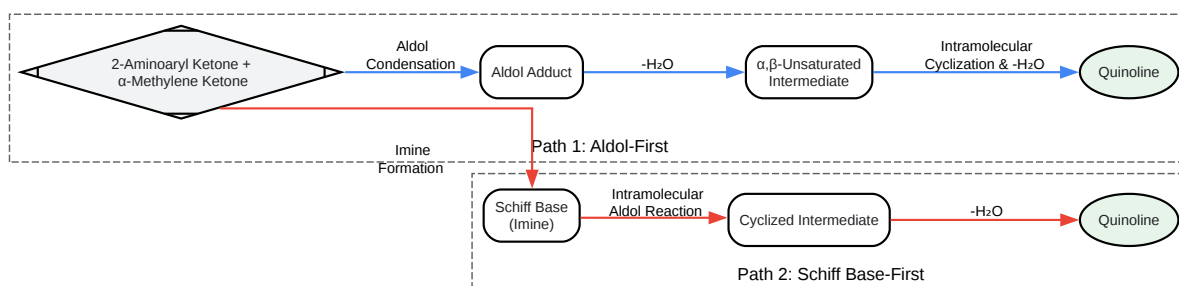 2-Aminoaryl Ketone +
α-Methylene Ketone
Aldol
Condensation
Aldol Adduct
-H₂O
α,β-Unsaturated
Intermediate
Intramolecular
Cyclization & -H₂O
Quinoline
Path 1: Aldol-First
Imine
Formation
Schiff Base
(Imine)
Intramolecular
Aldol Reaction
Cyclized Intermediate
-H₂O
Quinoline
Path 2: Schiff Base-First